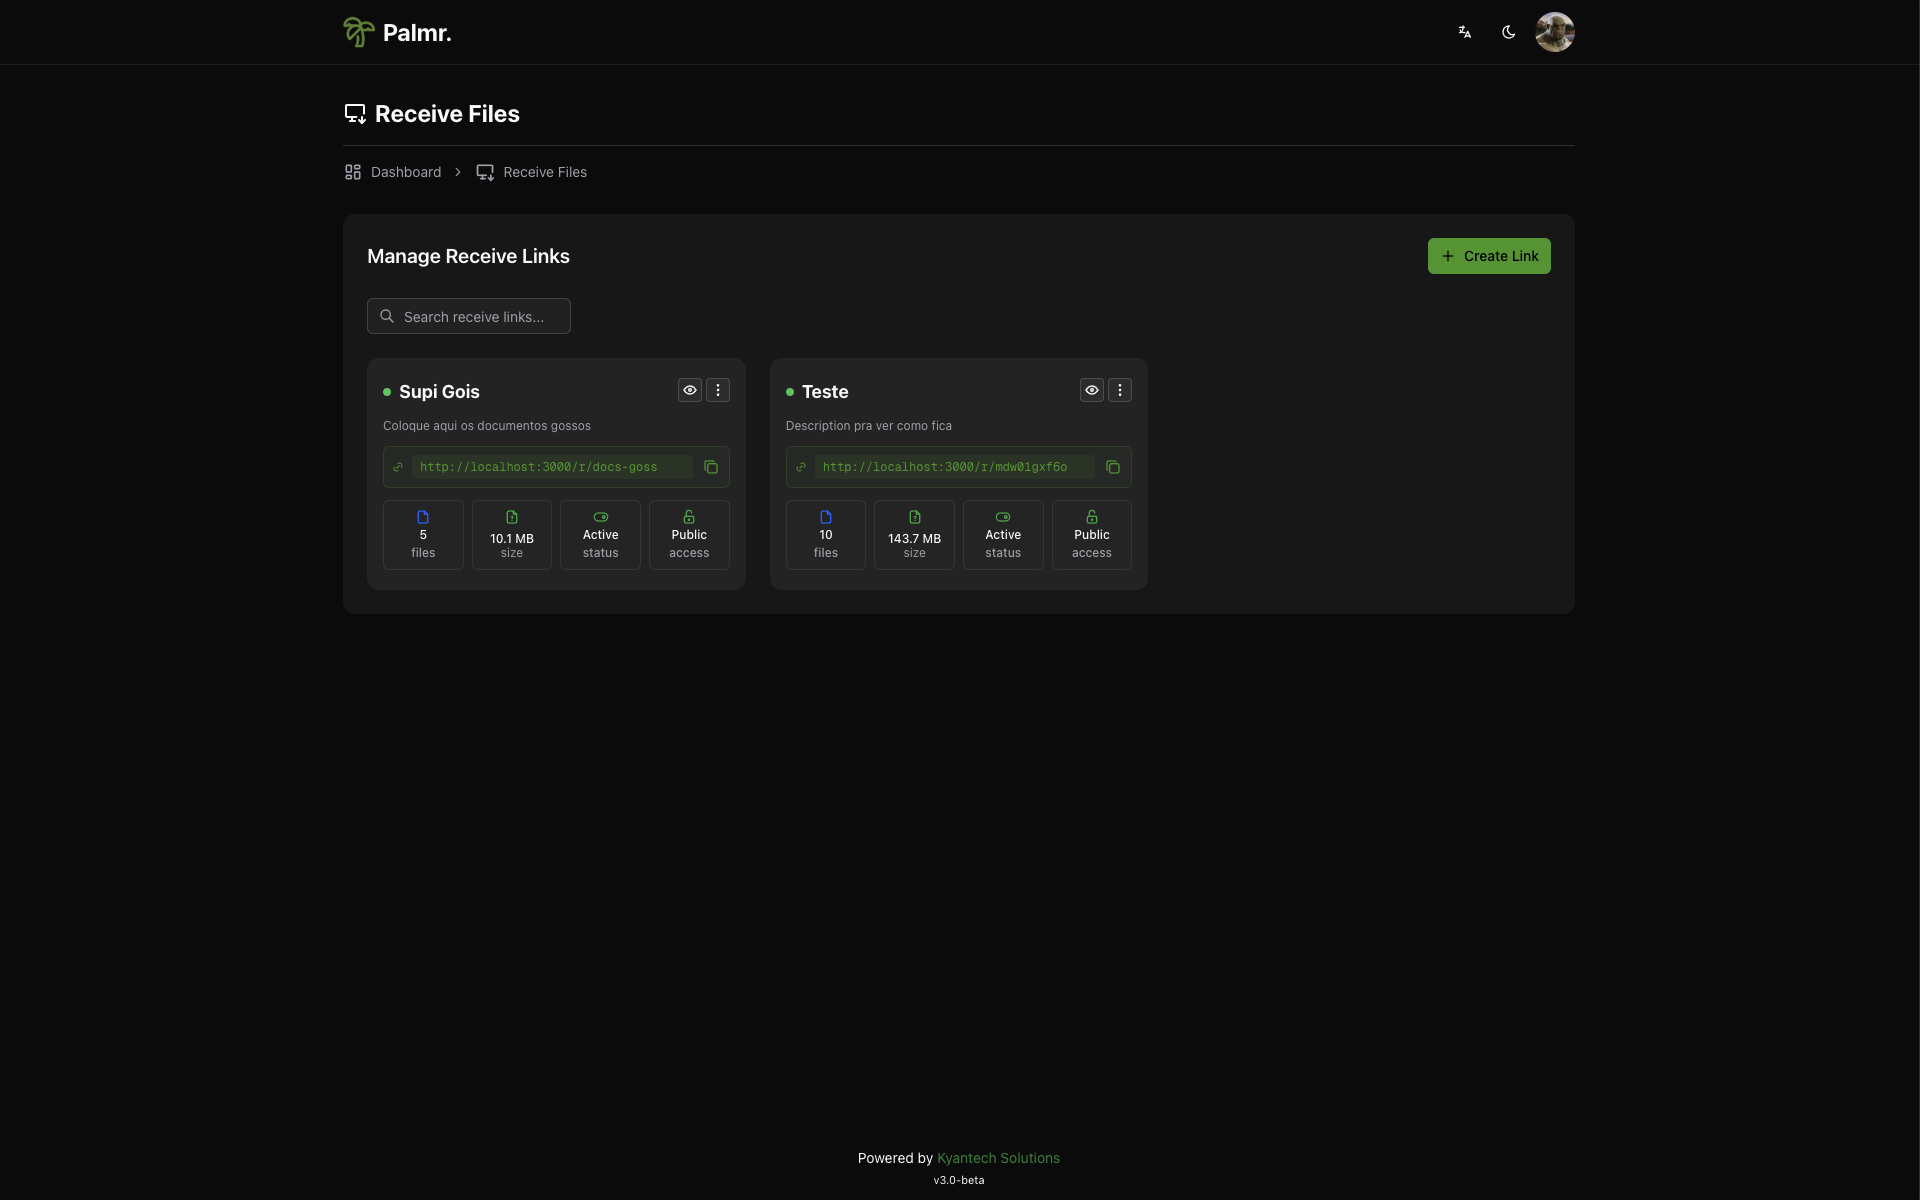 Palmr.
Receive Files
Dashboard
Receive Files
Manage Receive Links
Create Link
Search receive links...
Supi Gois
Coloque aqui os documentos gossos
http://localhost:3000/r/docs-goss
5
files
10.1 MB
size
Active
status
Public
access
Teste
Description pra ver como fica
http://localhost:3000/r/mdw01gxf6o
10
files
143.7 MB
size
Active
status
Public
access
Powered by Kyantech Solutions
v3.0-beta